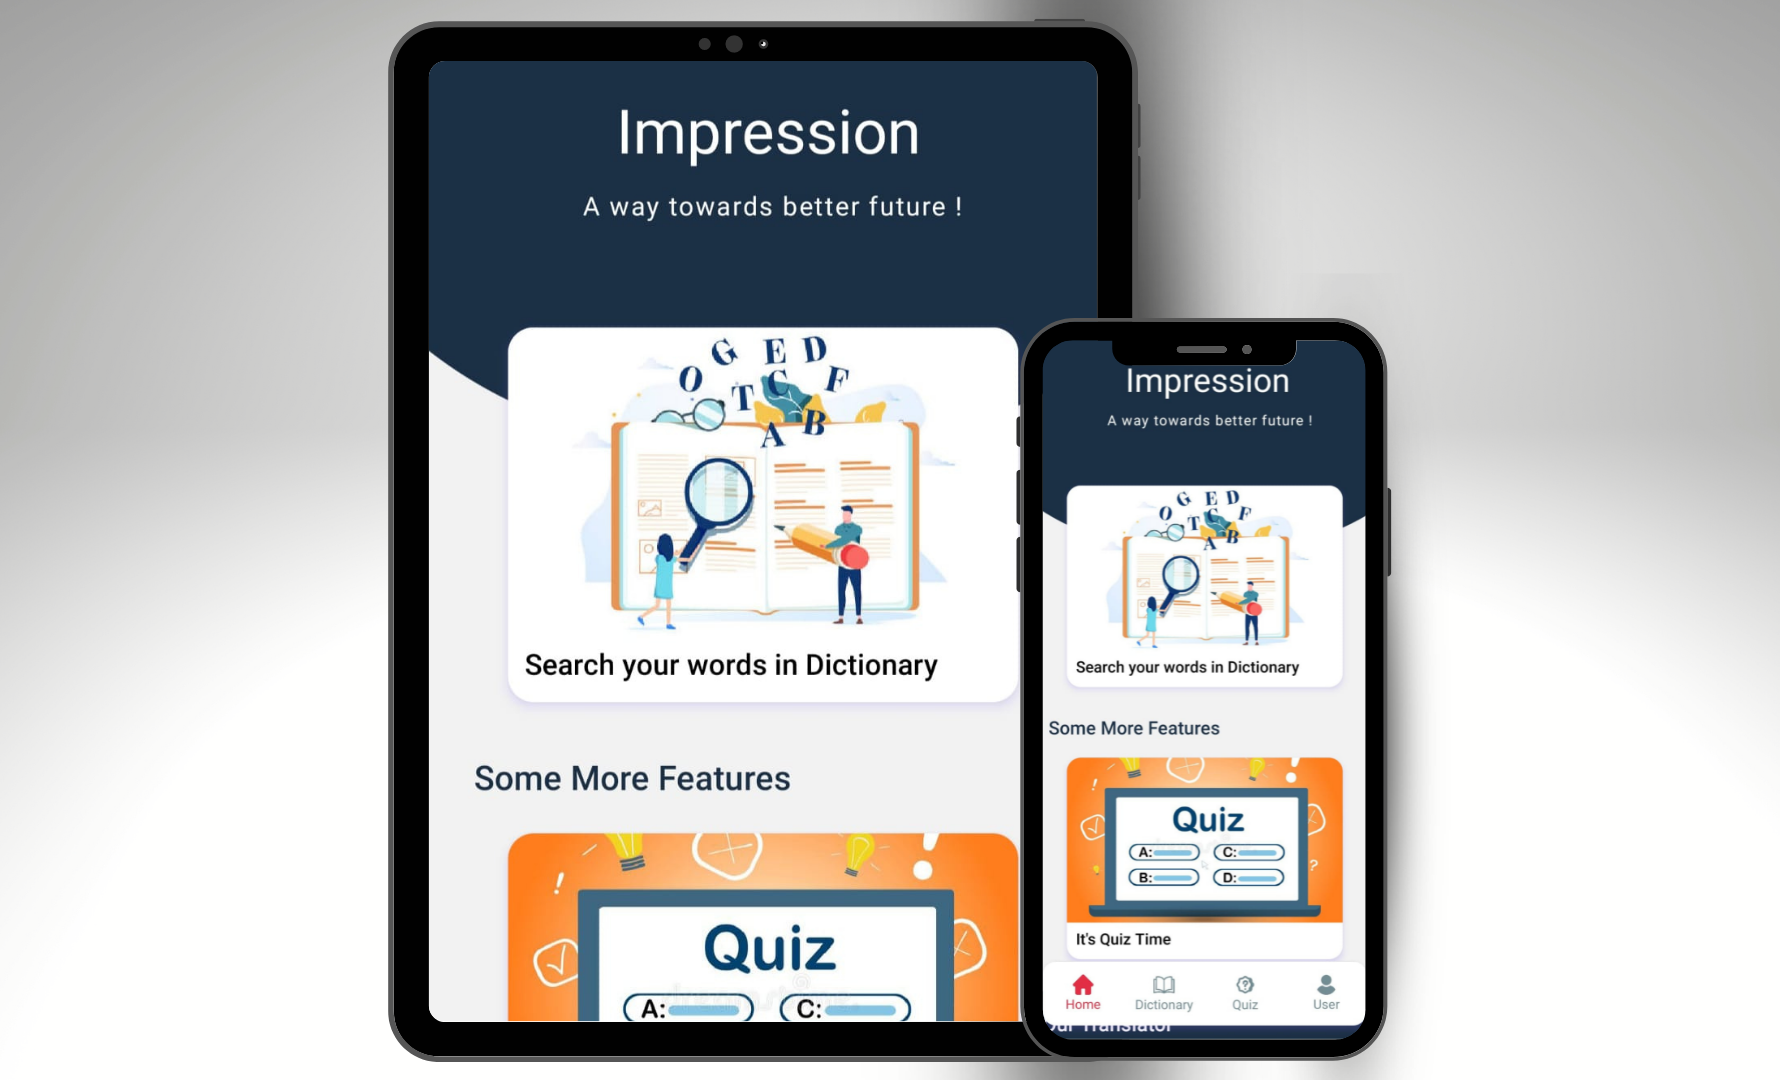 Impression
A way towards better future !
O G E D
T C F
A B
Search your words in Dictionary
Some More Features
Quiz
A: C:
Impression
A way towards better future !
O G E D
T C F
A B
Search your words in Dictionary
Some More Features
Quiz
A: C:
B: D:
It's Quiz Time
Home Dictionary Quiz User
Translator